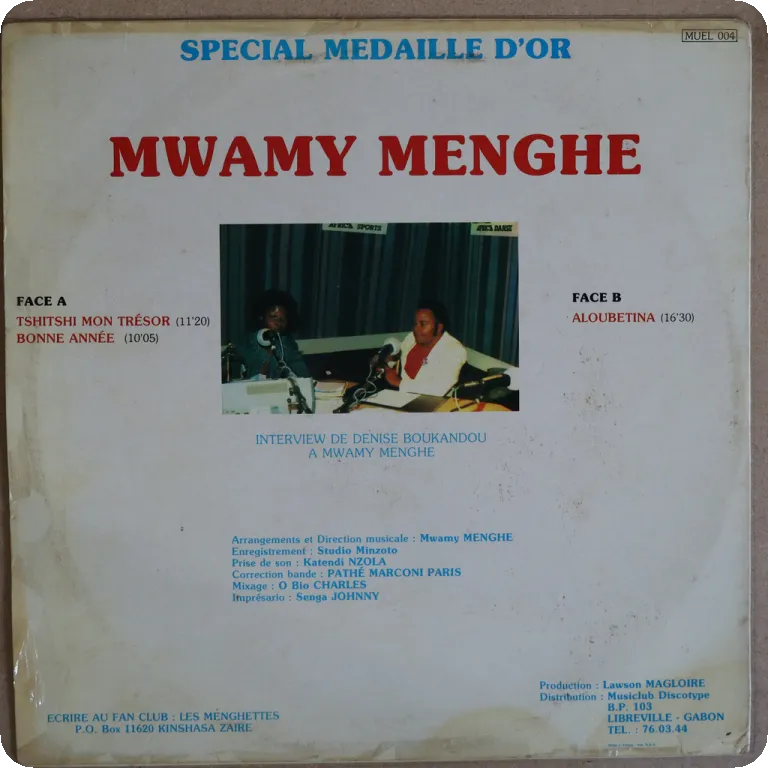 SPECIAL MEDAILLE D'OR
MUEL 004
MWAMY MENGHE
AFRICA SPORTS
AFRICA DANSE
FACE A
TSHITSHI MON TRÉSOR (11'20)
BONNE ANNÉE (10'05)
FACE B
ALOUBETINA (16'30)
INTERVIEW DE DENISE BOUKANDOU
A MWAMY MENGHE
Arrangements et Direction musicale : Mwamy MENGHE
Enregistrement : Studio Minzoto
Prise de son : Katendi NZOLA
Correction bande : PATHÉ MARCONI PARIS
Mixage : O Bio CHARLES
Imprésario : Senga JOHNNY
Production : Lawson MAGLOIRE
Distribution : Musiclub Discotype
B.P. 103
LIBREVILLE - GABON
TEL. : 76.03.44
ECRIRE AU FAN CLUB : LES MENGHETTES
P.O. Box 11620 KINSHASA ZAIRE